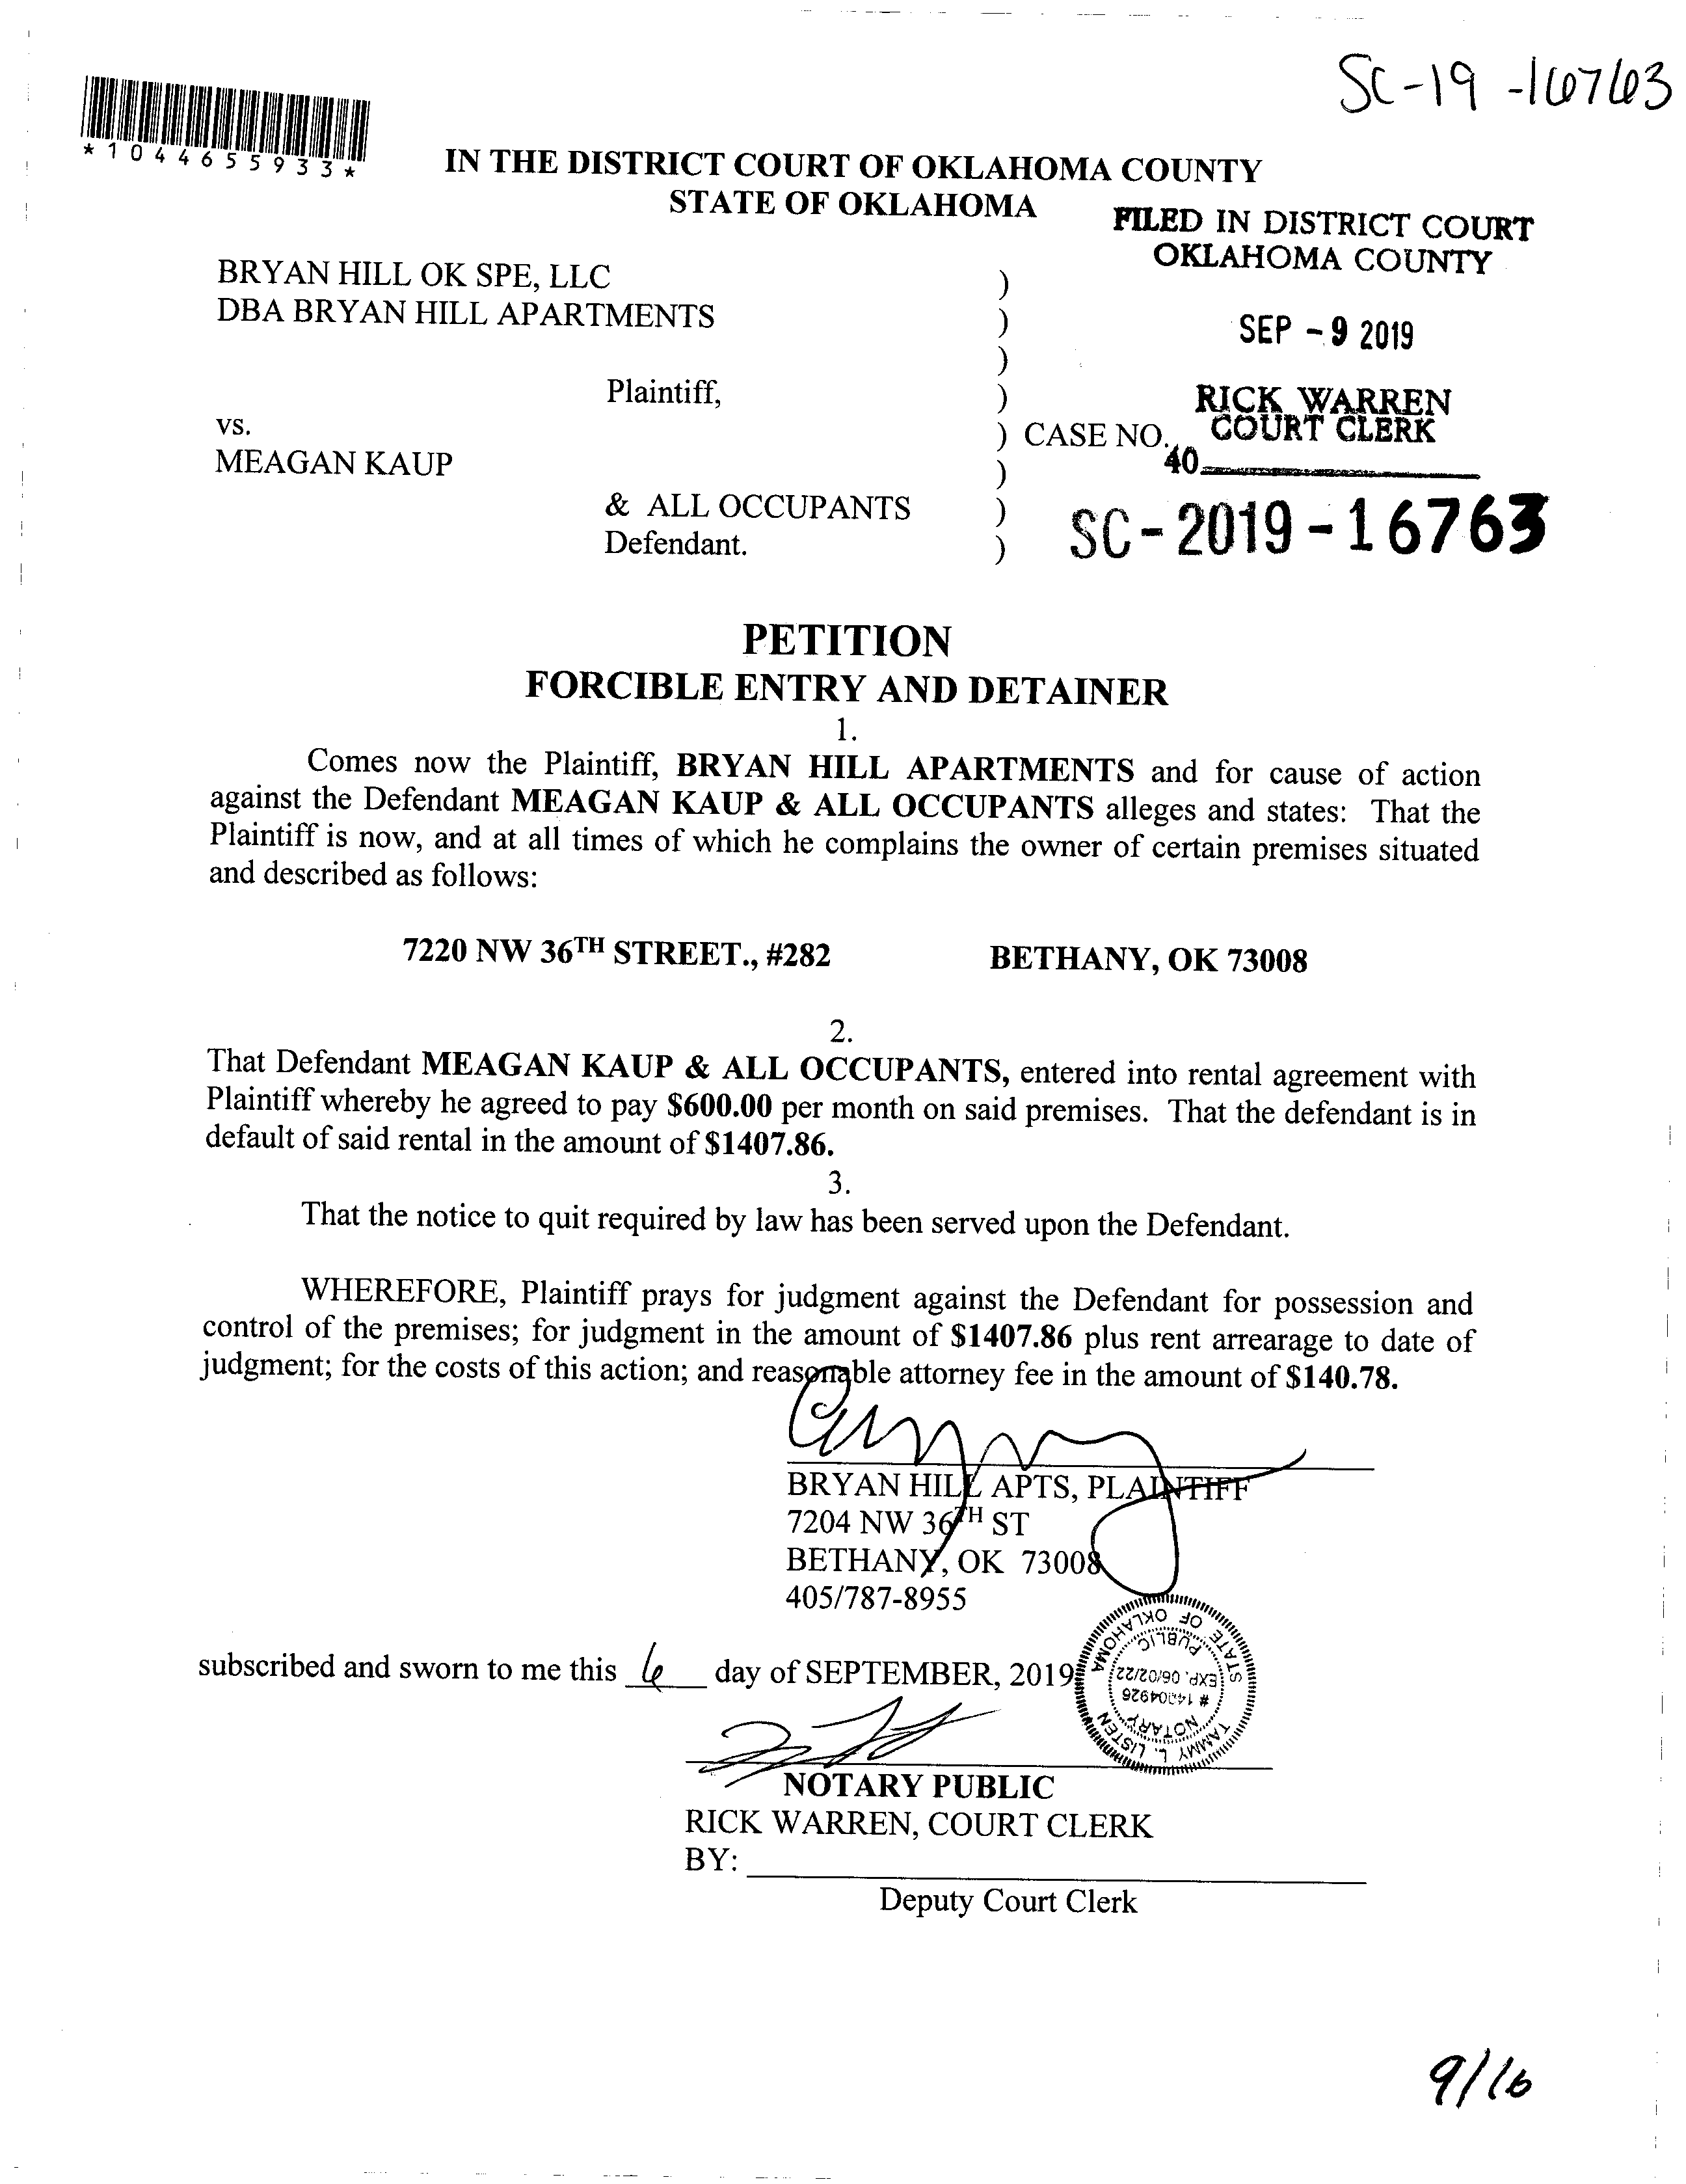 SC-19-16763
*1044655933*
IN THE DISTRICT COURT OF OKLAHOMA COUNTY
STATE OF OKLAHOMA
FILED IN DISTRICT COURT
OKLAHOMA COUNTY
BRYAN HILL OK SPE, LLC )
DBA BRYAN HILL APARTMENTS )
SEP - 9 2019
)
Plaintiff, )
RICK WARREN
COURT CLERK
vs. ) CASE NO.
40
MEAGAN KAUP )
& ALL OCCUPANTS )
Defendant. )
SC-2019-16763
PETITION
FORCIBLE ENTRY AND DETAINER
1.
Comes now the Plaintiff, BRYAN HILL APARTMENTS and for cause of action
against the Defendant MEAGAN KAUP & ALL OCCUPANTS alleges and states: That the
Plaintiff is now, and at all times of which he complains the owner of certain premises situated
and described as follows:
7220 NW 36TH STREET., #282 BETHANY, OK 73008
2.
That Defendant MEAGAN KAUP & ALL OCCUPANTS, entered into rental agreement with
Plaintiff whereby he agreed to pay $600.00 per month on said premises. That the defendant is in
default of said rental in the amount of $1407.86.
3.
That the notice to quit required by law has been served upon the Defendant.
WHEREFORE, Plaintiff prays for judgment against the Defendant for possession and
control of the premises; for judgment in the amount of $1407.86 plus rent arrearage to date of
judgment; for the costs of this action; and reasonable attorney fee in the amount of $140.78.
BRYAN HILL APTS, PLAINTIFF
7204 NW 36TH ST
BETHANY, OK 73008
405/787-8955
subscribed and sworn to me this 6 day of SEPTEMBER, 2019
TAMMY L. LISTEN
NOTARY
# 14004926
EXP. 06/02/22
PUBLIC
STATE OF OKLAHOMA
NOTARY PUBLIC
RICK WARREN, COURT CLERK
BY:
Deputy Court Clerk
9/16